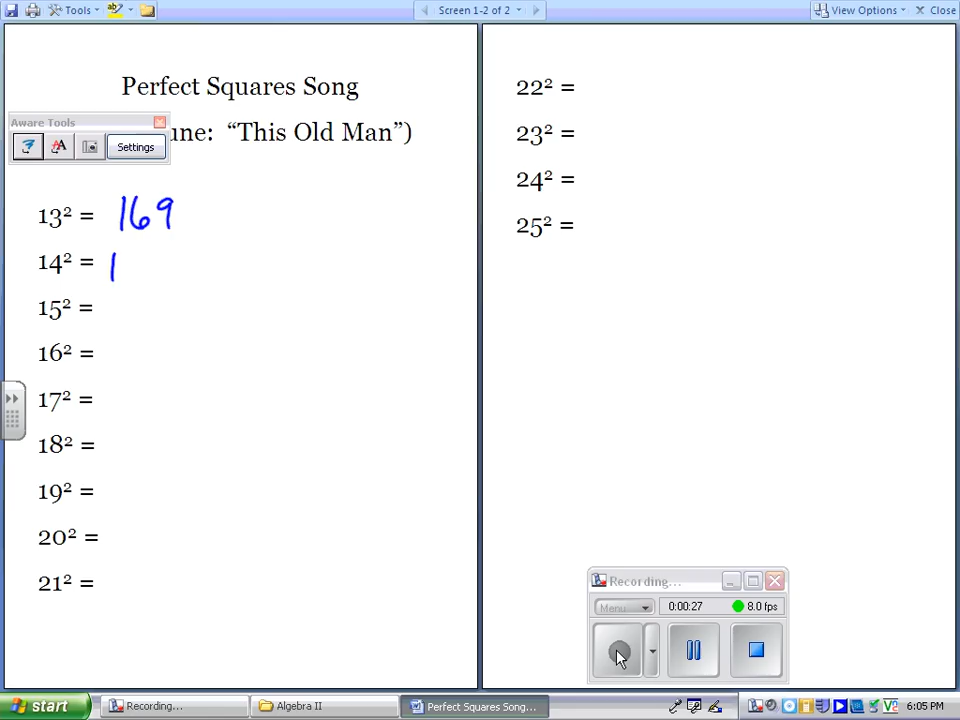 Tools
Screen 1-2 of 2
View Options
Close
Perfect Squares Song
une: “This Old Man”)
Aware Tools
Settings
13² = 169
14² = 1
15² =
16² =
17² =
18² =
19² =
20² =
21² =
22² =
23² =
24² =
25² =
Recording...
Menu
0:00:27
8.0 fps
start
Recording...
Algebra II
Perfect Squares Song...
6:05 PM